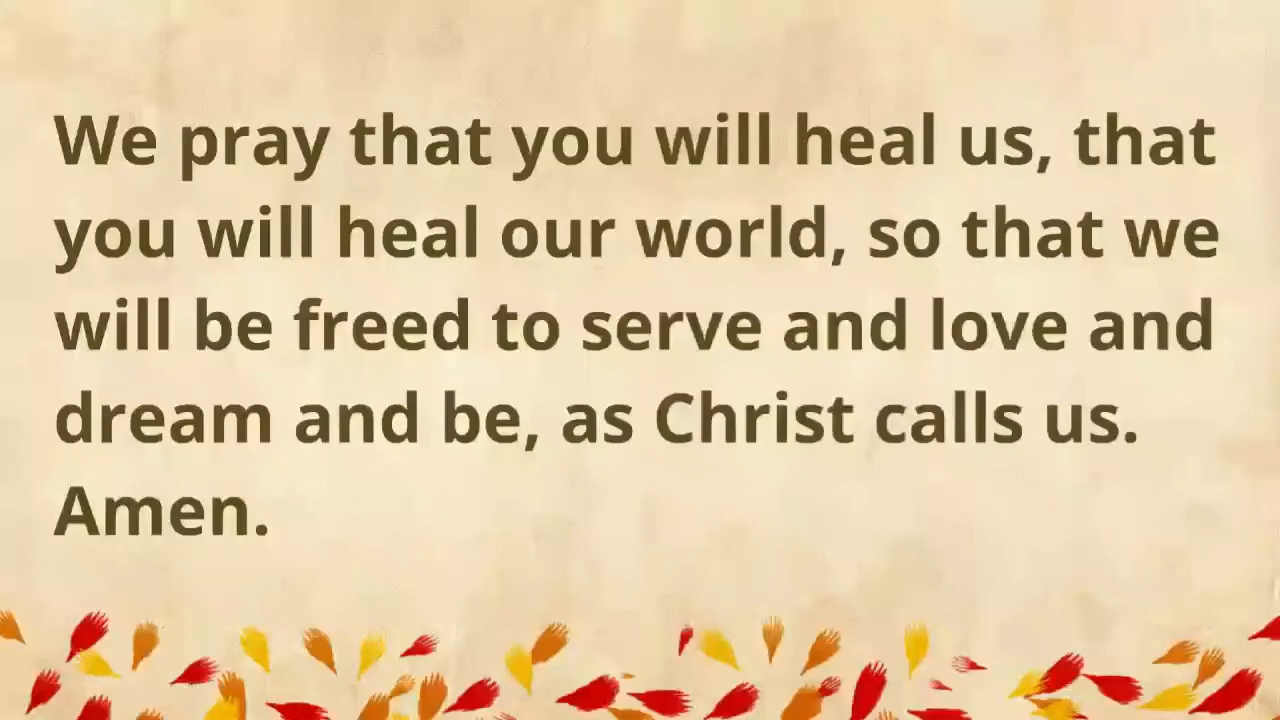 We pray that you will heal us, that
you will heal our world, so that we
will be freed to serve and love and
dream and be, as Christ calls us.
Amen.